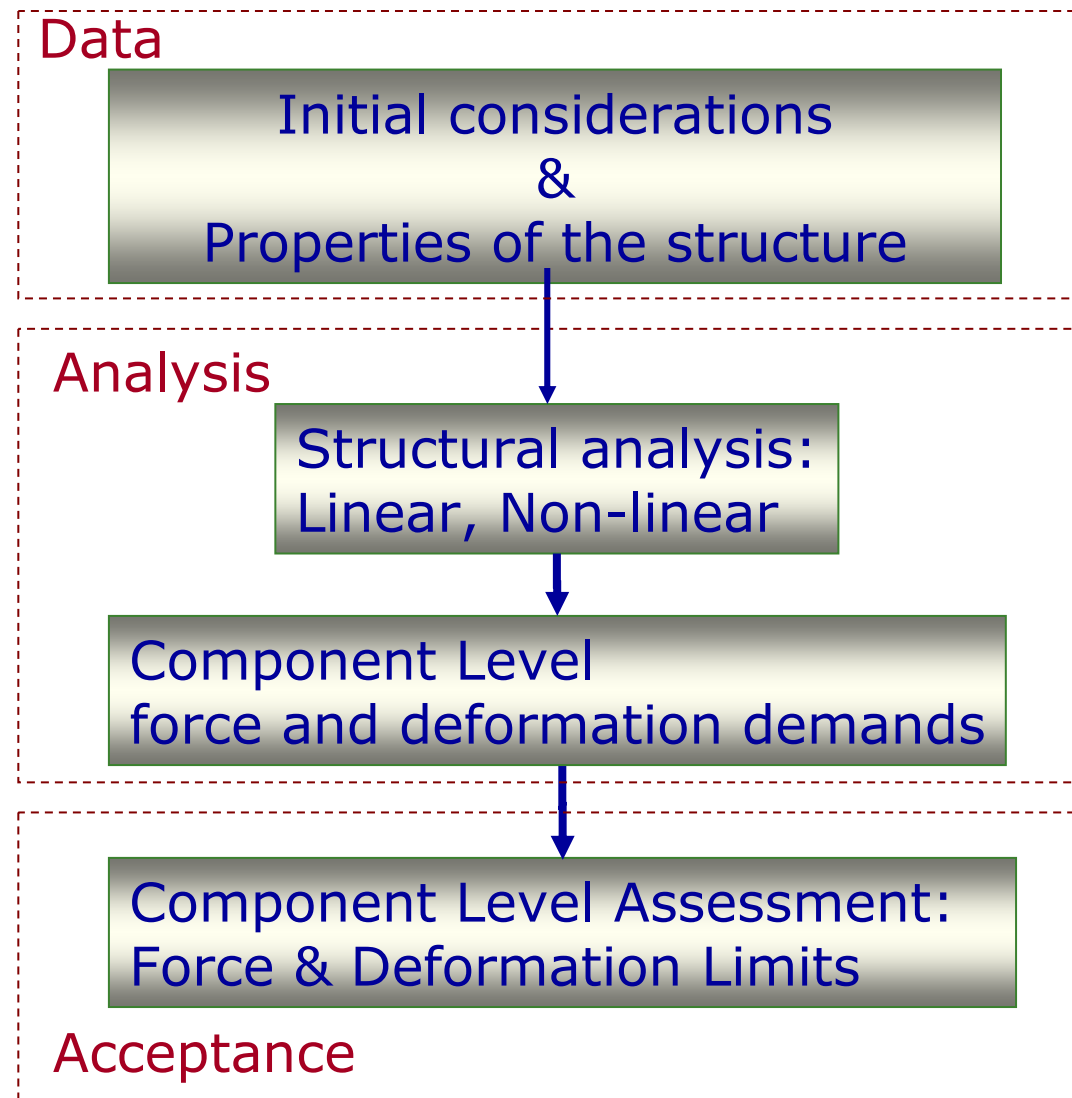 Data
Initial considerations
&
Properties of the structure
Analysis
Structural analysis:
Linear, Non-linear
Component Level
force and deformation demands
Component Level Assessment:
Force & Deformation Limits
Acceptance